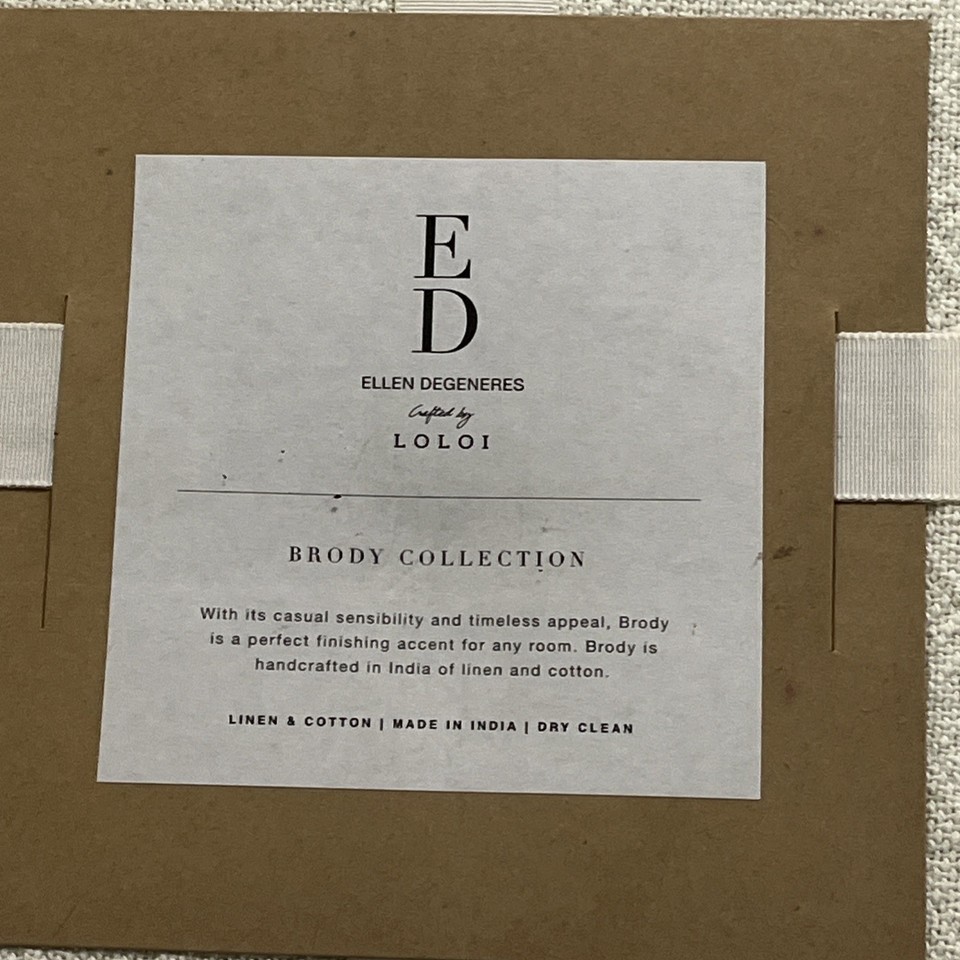 E
D
ELLEN DEGENERES
Crafted by
LOLOI
BRODY COLLECTION
With its casual sensibility and timeless appeal, Brody
is a perfect finishing accent for any room. Brody is
handcrafted in India of linen and cotton.
LINEN & COTTON | MADE IN INDIA | DRY CLEAN